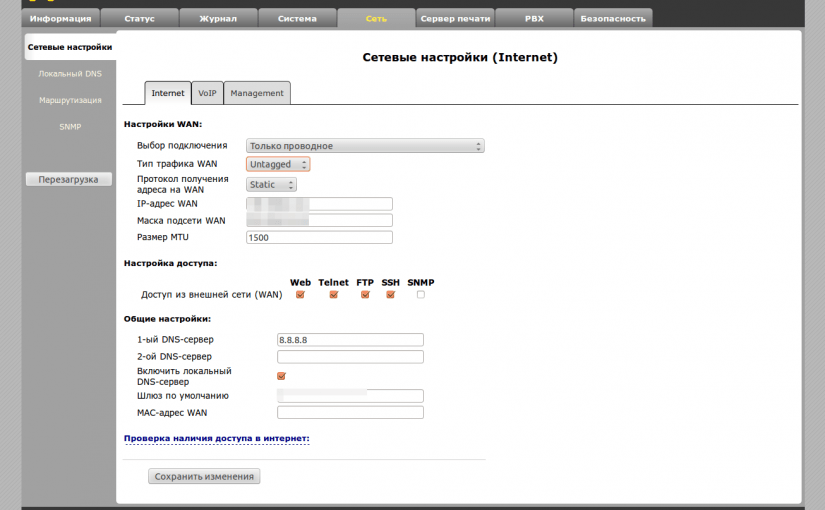 Информация Статус Журнал Система Сеть Сервер печати PBX Безопасность
Сетевые настройки
Локальный DNS
Маршрутизация
SNMP
Перезагрузка
Сетевые настройки (Internet)
Internet VoIP Management
Настройки WAN:
Выбор подключения Только проводное
Тип трафика WAN Untagged
Протокол получения
адреса на WAN Static
IP-адрес WAN
Маска подсети WAN
Размер MTU 1500
Настройка доступа:
Web Telnet FTP SSH SNMP
Доступ из внешней сети (WAN)
Общие настройки:
1-ый DNS-сервер 8.8.8.8
2-ой DNS-сервер
Включить локальный
DNS-сервер
Шлюз по умолчанию
MAC-адрес WAN
Проверка наличия доступа в интернет:
Сохранить изменения